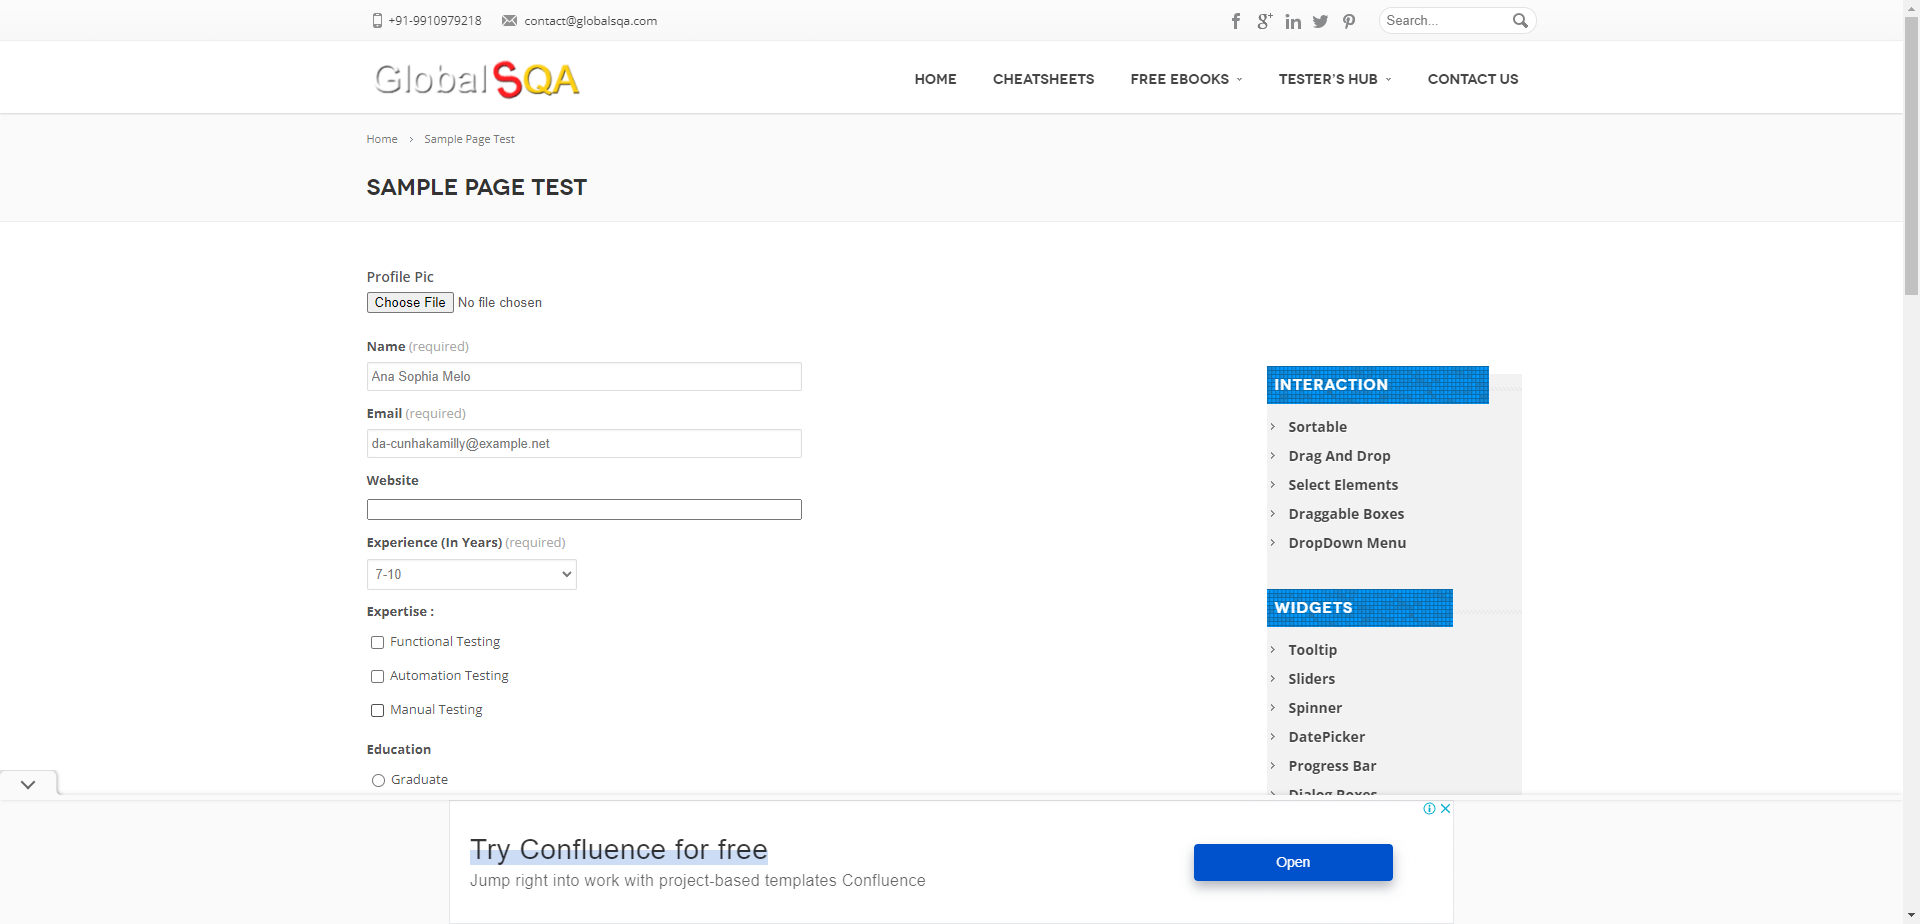 +91-9910979218 contact@globalsqa.com
Search...
GlobalSQA
HOME CHEATSHEETS FREE EBOOKS TESTER'S HUB CONTACT US
Home › Sample Page Test
SAMPLE PAGE TEST
Profile Pic
Choose File No file chosen
Name (required)
Ana Sophia Melo
Email (required)
da-cunhakamilly@example.net
Website
Experience (In Years) (required)
7-10
Expertise :
Functional Testing
Automation Testing
Manual Testing
Education
Graduate
INTERACTION
Sortable
Drag And Drop
Select Elements
Draggable Boxes
DropDown Menu
WIDGETS
Tooltip
Sliders
Spinner
DatePicker
Progress Bar
Dialog Boxes
Try Confluence for free
Jump right into work with project-based templates Confluence
Open